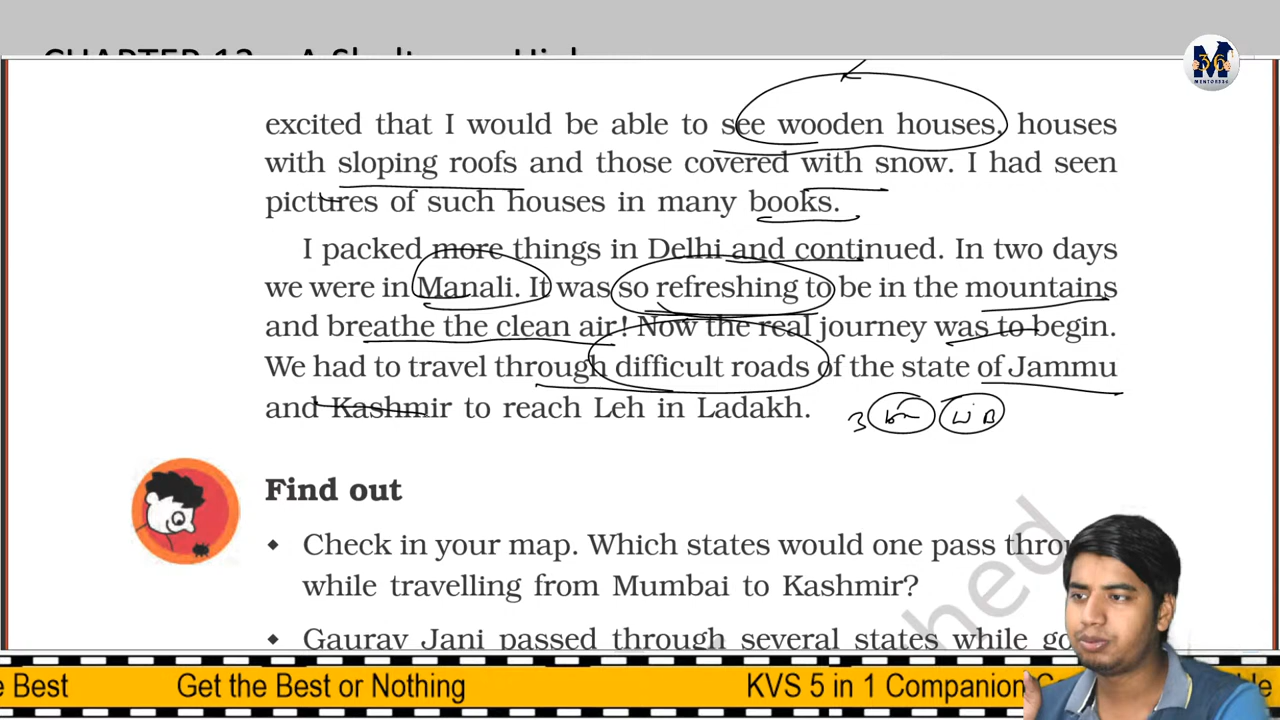 excited that I would be able to see wooden houses, houses
with sloping roofs and those covered with snow. I had seen
pictures of such houses in many books.
I packed more things in Delhi and continued. In two days
we were in Manali. It was so refreshing to be in the mountains
and breathe the clean air! Now the real journey was to begin.
We had to travel through difficult roads of the state of Jammu
and Kashmir to reach Leh in Ladakh.
Find out
Check in your map. Which states would one pass
while travelling from Mumbai to Kashmir?
Gaurav Jani passed through several states while
hed
MENTORS36
Best
Get the Best or Nothing
KVS 5 in 1 Companion